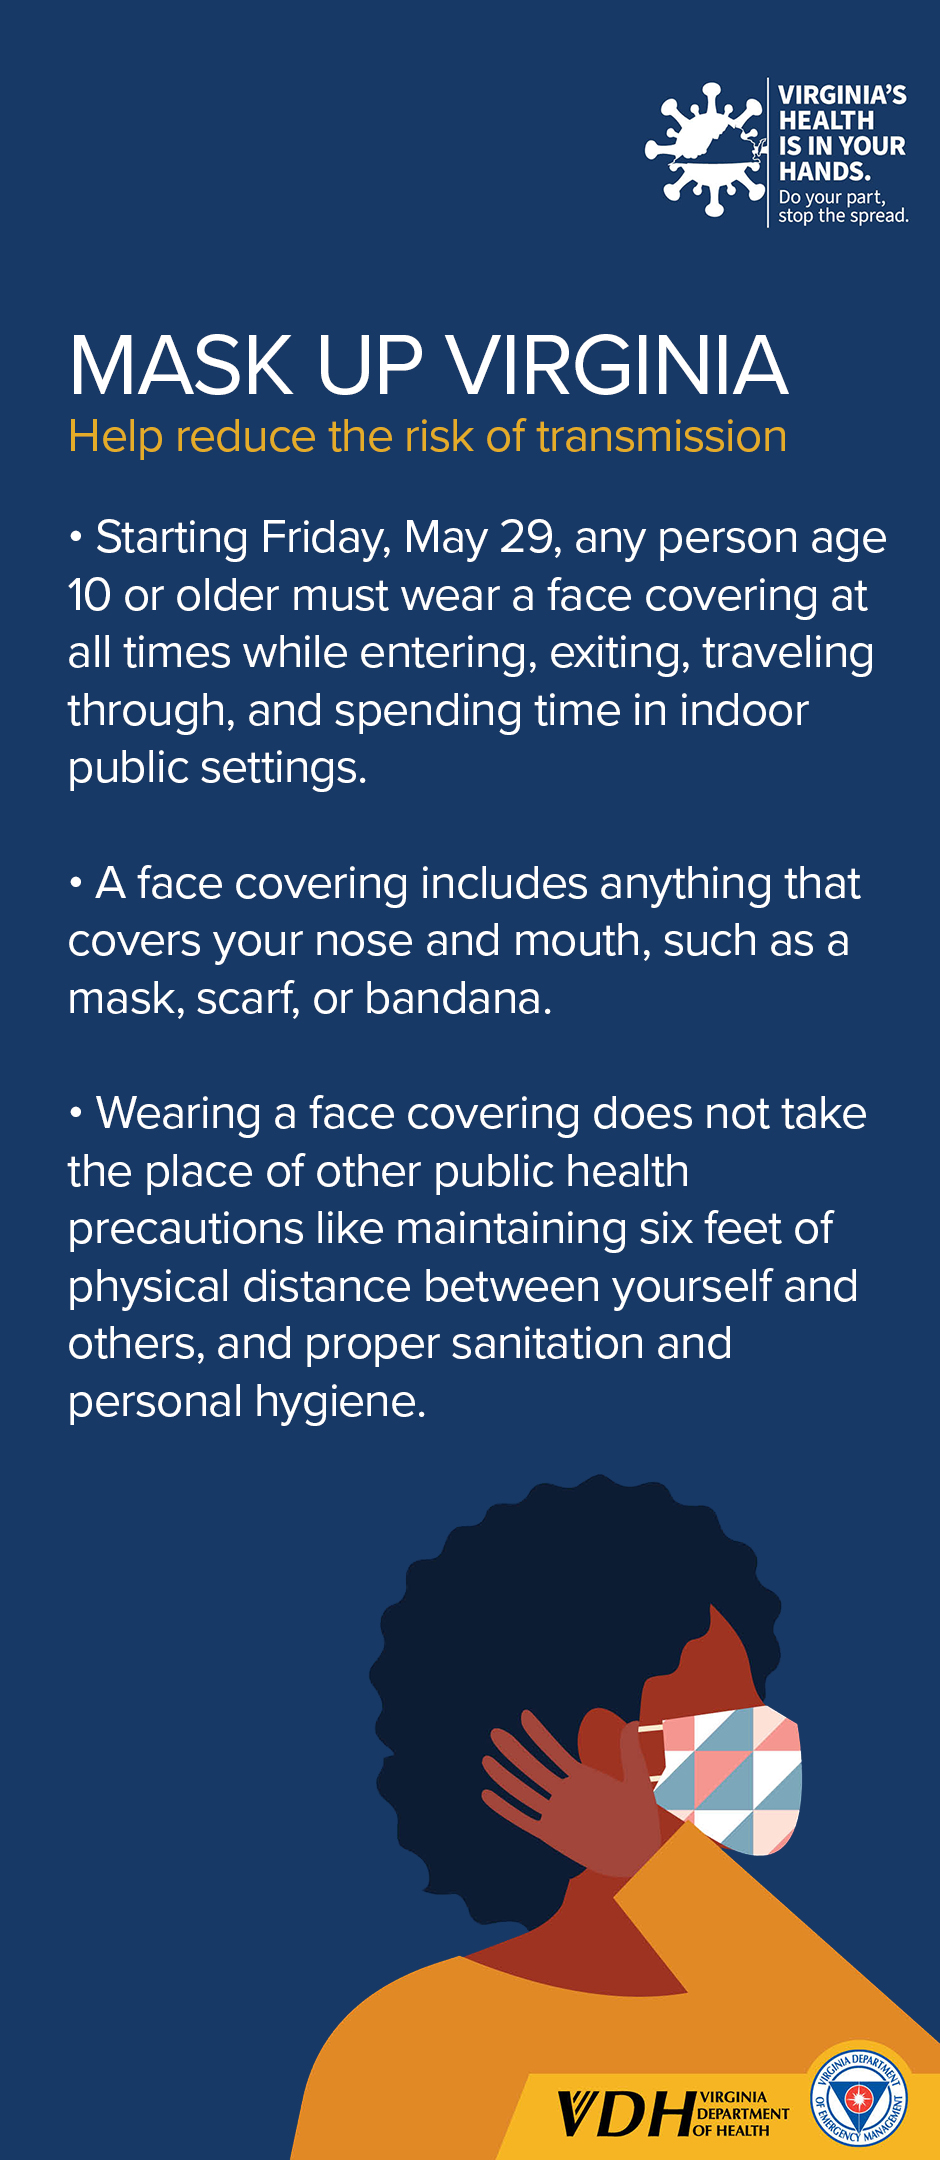 VIRGINIA'S
HEALTH
IS IN YOUR
HANDS.
Do your part,
stop the spread.
MASK UP VIRGINIA
Help reduce the risk of transmission
• Starting Friday, May 29, any person age
10 or older must wear a face covering at
all times while entering, exiting, traveling
through, and spending time in indoor
public settings.
• A face covering includes anything that
covers your nose and mouth, such as a
mask, scarf, or bandana.
• Wearing a face covering does not take
the place of other public health
precautions like maintaining six feet of
physical distance between yourself and
others, and proper sanitation and
personal hygiene.
VDH VIRGINIA
DEPARTMENT
OF HEALTH
VIRGINIA DEPARTMENT
OF EMERGENCY MANAGEMENT